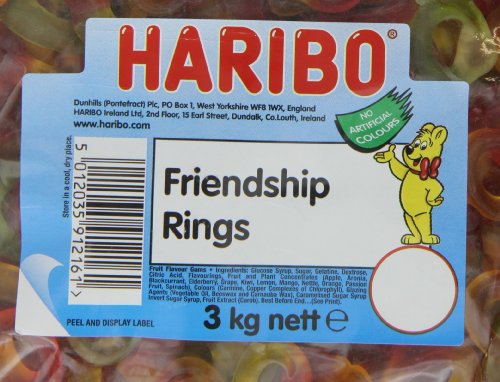 HARIBO®
Dunhills (Pontefract) Plc, PO Box 1, West Yorkshire WF8 1WX, England
HARIBO Ireland Ltd, 2nd Floor, 15 Earl Street, Dundalk, Co.Louth, Ireland
www.haribo.com
NO
ARTIFICIAL
COLOURS
Store in a cool, dry place.
5 012035 912161
Friendship
Rings
Fruit Flavour Gums • Ingredients: Glucose Syrup, Sugar, Gelatine, Dextrose,
Citric Acid, Flavourings, Fruit and Plant Concentrates (Apple, Aronia,
Blackcurrant, Elderberry, Grape, Kiwi, Lemon, Mango, Nettle, Orange, Passion
Fruit, Spinach), Colours (Carmine, Copper Complexes of Chlorophyll), Glazing
Agents (Vegetable Oil, Beeswax and Carnauba Wax), Caramelised Sugar Syrup
Invert Sugar Syrup, Fruit Extract (Carob), Best Before End...(See Print).
3 kg nett e
PEEL AND DISPLAY LABEL